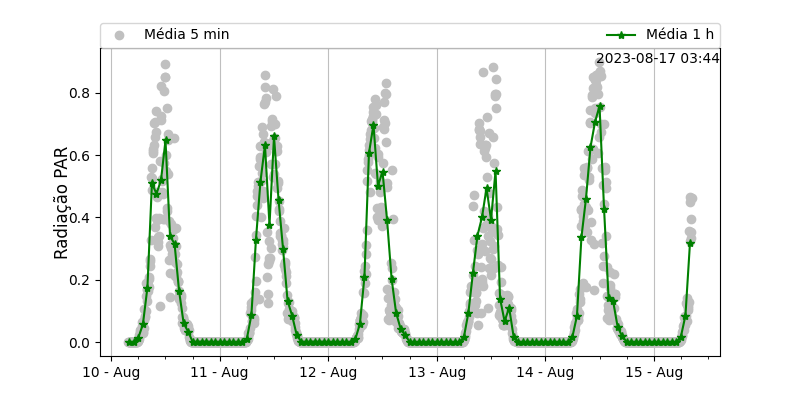 Média 5 min
Média 1 h
2023-08-17 03:44
Radiação PAR
0.8
0.6
0.4
0.2
0.0
10 - Aug
11 - Aug
12 - Aug
13 - Aug
14 - Aug
15 - Aug